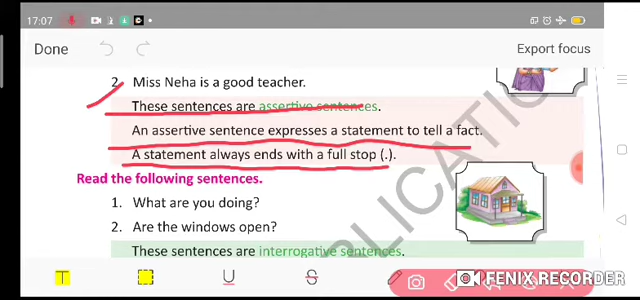 17:07
Done
Export focus
2. Miss Neha is a good teacher.
These sentences are assertive sentences.
An assertive sentence expresses a statement to tell a fact.
A statement always ends with a full stop (.).
Read the following sentences.
1. What are you doing?
2. Are the windows open?
These sentences are interrogative sentences.
T U S
FENIX RECORDER